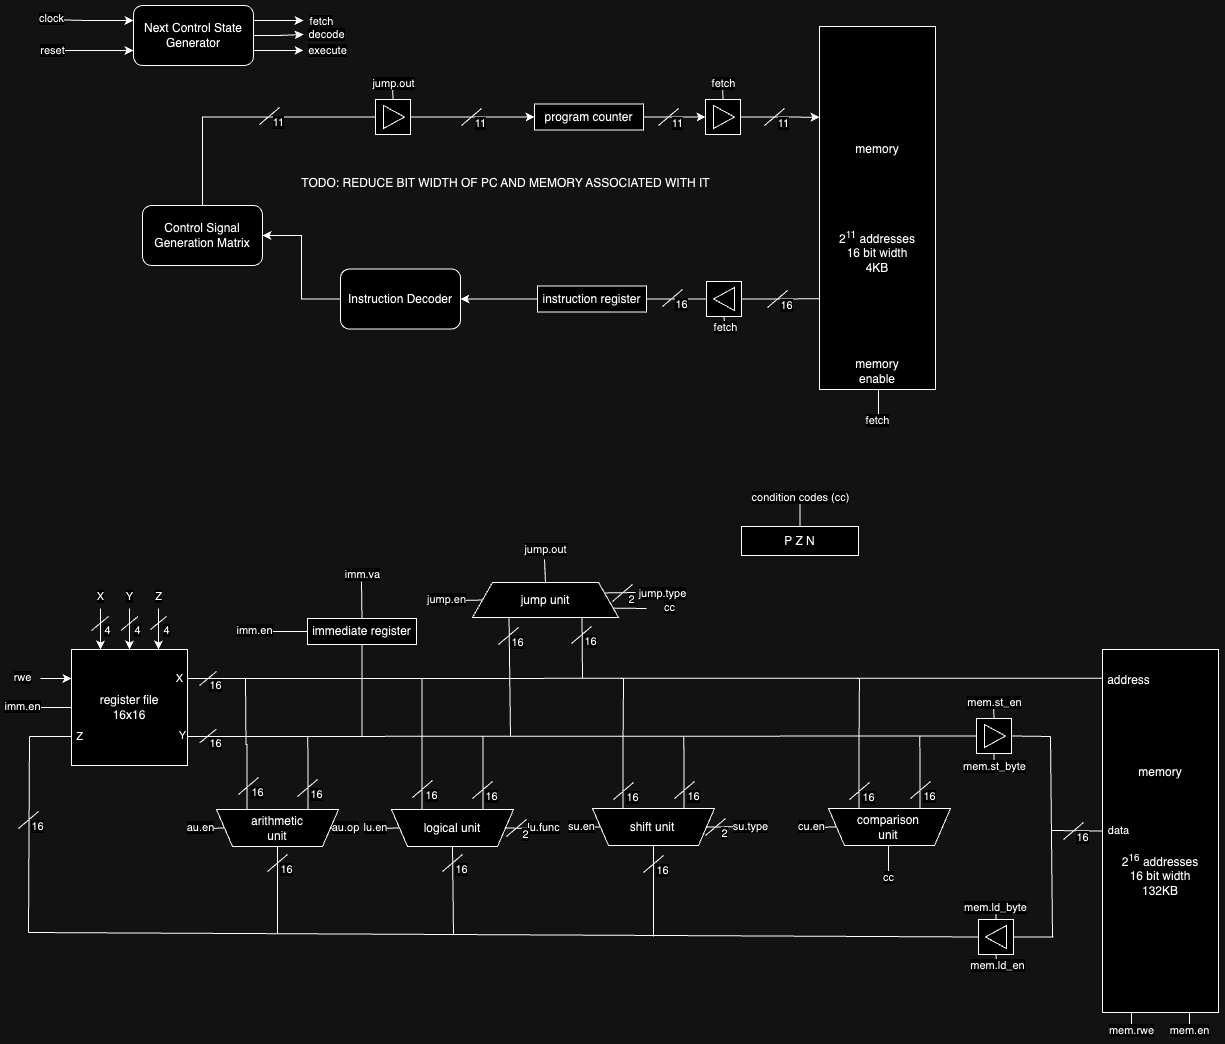 clock
reset
Next Control State
Generator
fetch
decode
execute
jump.out
fetch
11
11
program counter
11
11
memory
2^11 addresses
16 bit width
4KB
memory
enable
fetch
TODO: REDUCE BIT WIDTH OF PC AND MEMORY ASSOCIATED WITH IT
Control Signal
Generation Matrix
Instruction Decoder
instruction register
16
16
fetch
condition codes (cc)
P Z N
jump.out
jump.en
jump unit
2
jump.type
cc
16
16
imm.va
imm.en
immediate register
X
Y
Z
4
4
4
rwe
imm.en
register file
16x16
X
Y
Z
16
16
16
16
16
au.en
arithmetic
unit
au.op
16
16
16
lu.en
logical unit
2
lu.func
16
16
16
su.en
shift unit
2
su.type
16
16
16
cu.en
comparison
unit
cc
mem.st_en
mem.st_byte
mem.ld_byte
mem.ld_en
16
address
memory
data
2^16 addresses
16 bit width
132KB
mem.rwe
mem.en